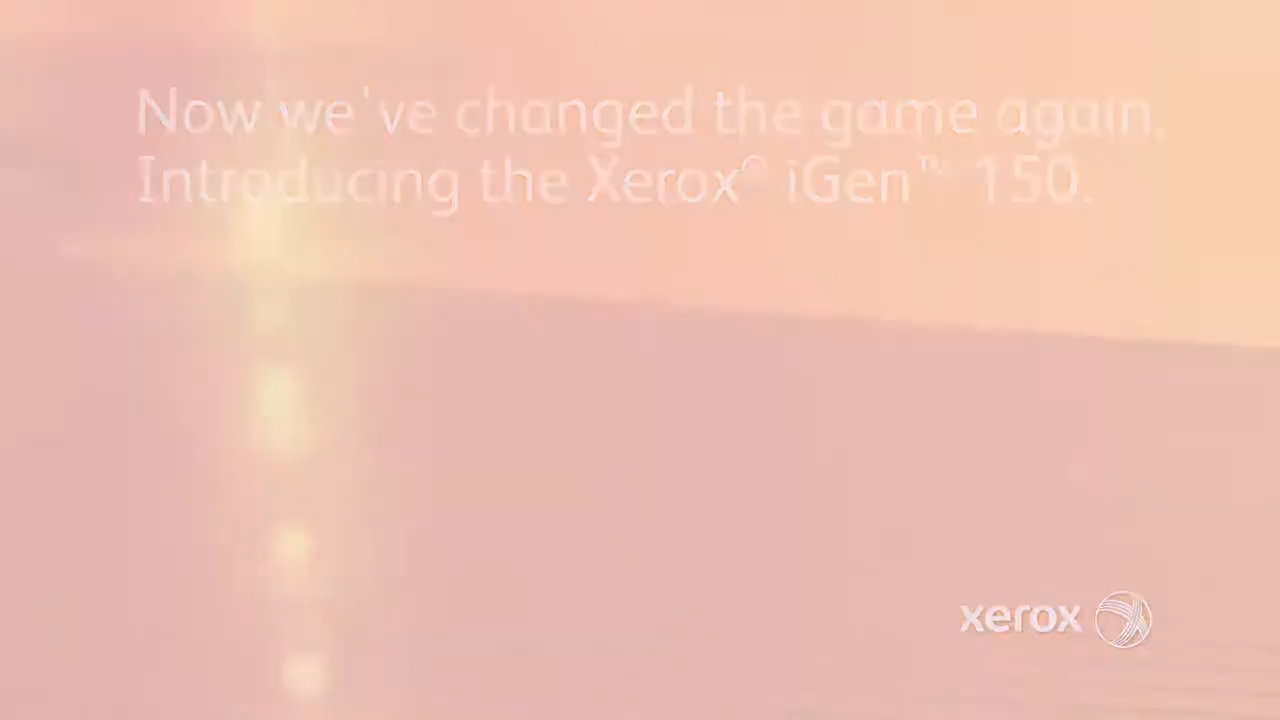 Now we've changed the game again.
Introducing the Xerox® iGen™ 150.
xerox